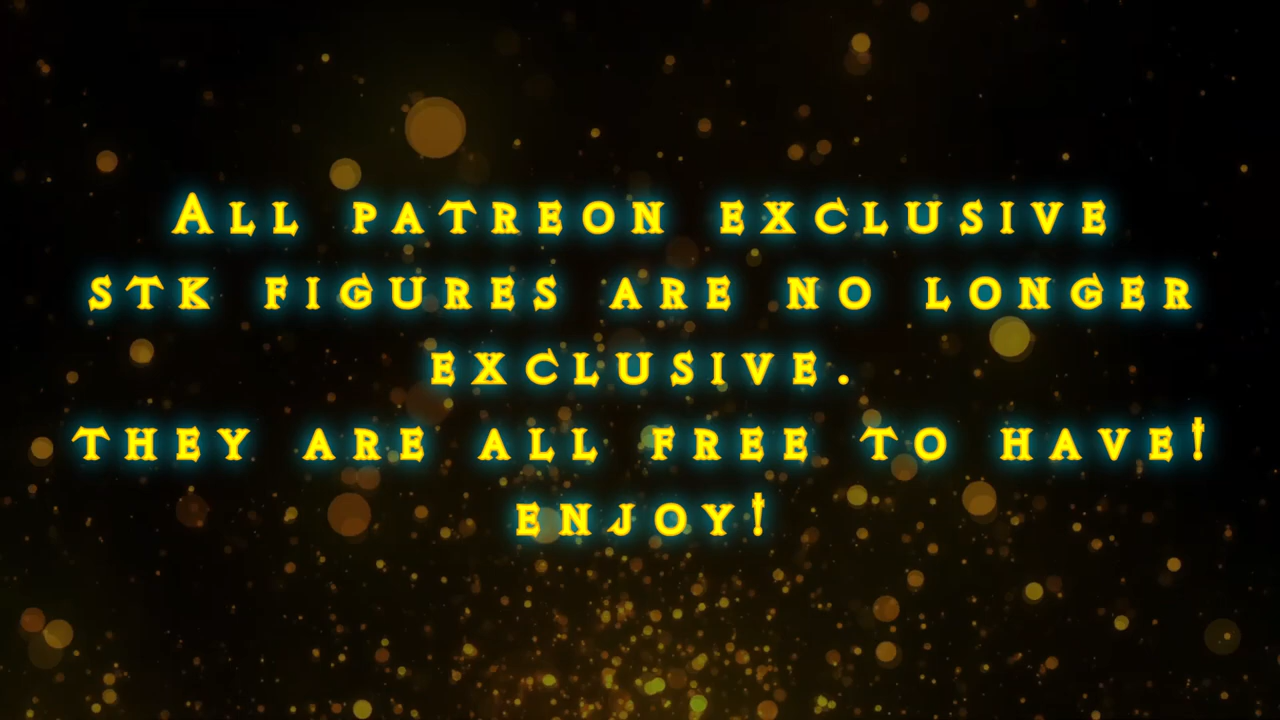 All patreon exclusive
stk figures are no longer
exclusive.
they are all free to have!
enjoy!